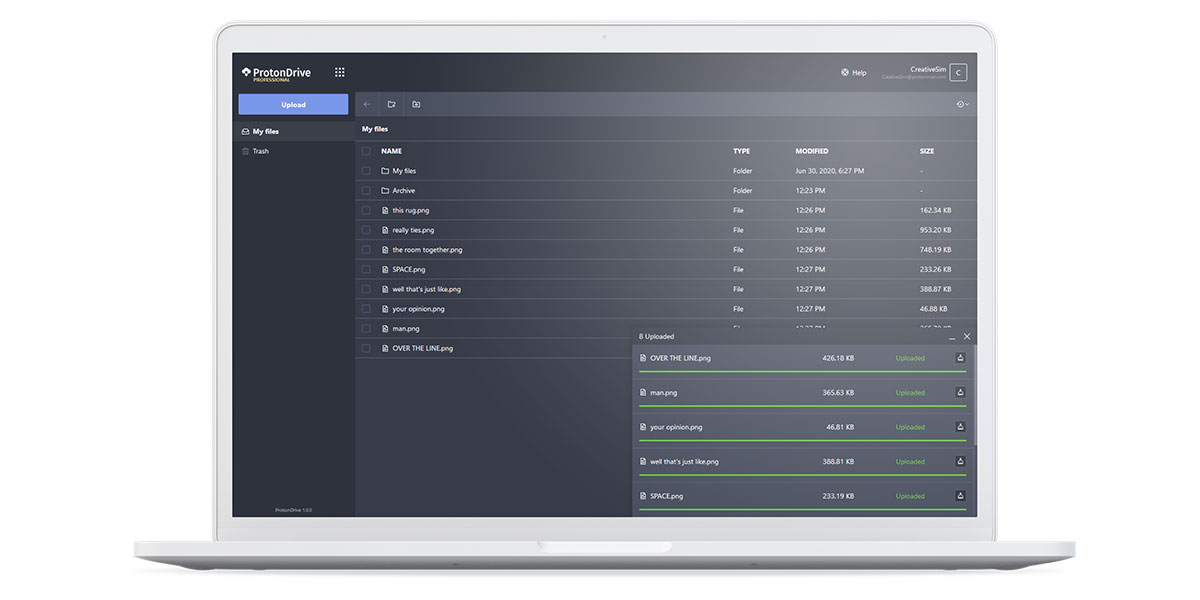 ProtonDrive
PROFESSIONAL
Help
CreativeSim
CreativeSim@protonmail.com
C
Upload
My files
Trash
My files
NAME TYPE MODIFIED SIZE
My files Folder Jun 30, 2020, 6:27 PM -
Archive Folder 12:23 PM -
this rug.png File 12:26 PM 162.34 KB
really ties.png File 12:26 PM 953.20 KB
the room together.png File 12:26 PM 748.19 KB
SPACE.png File 12:27 PM 233.26 KB
well that's just like.png File 12:27 PM 388.87 KB
your opinion.png File 12:27 PM 46.88 KB
man.png
OVER THE LINE.png
8 Uploaded
OVER THE LINE.png 426.18 KB Uploaded
man.png 365.63 KB Uploaded
your opinion.png 46.81 KB Uploaded
well that's just like.png 388.81 KB Uploaded
SPACE.png 233.19 KB Uploaded
ProtonDrive 1.0.0